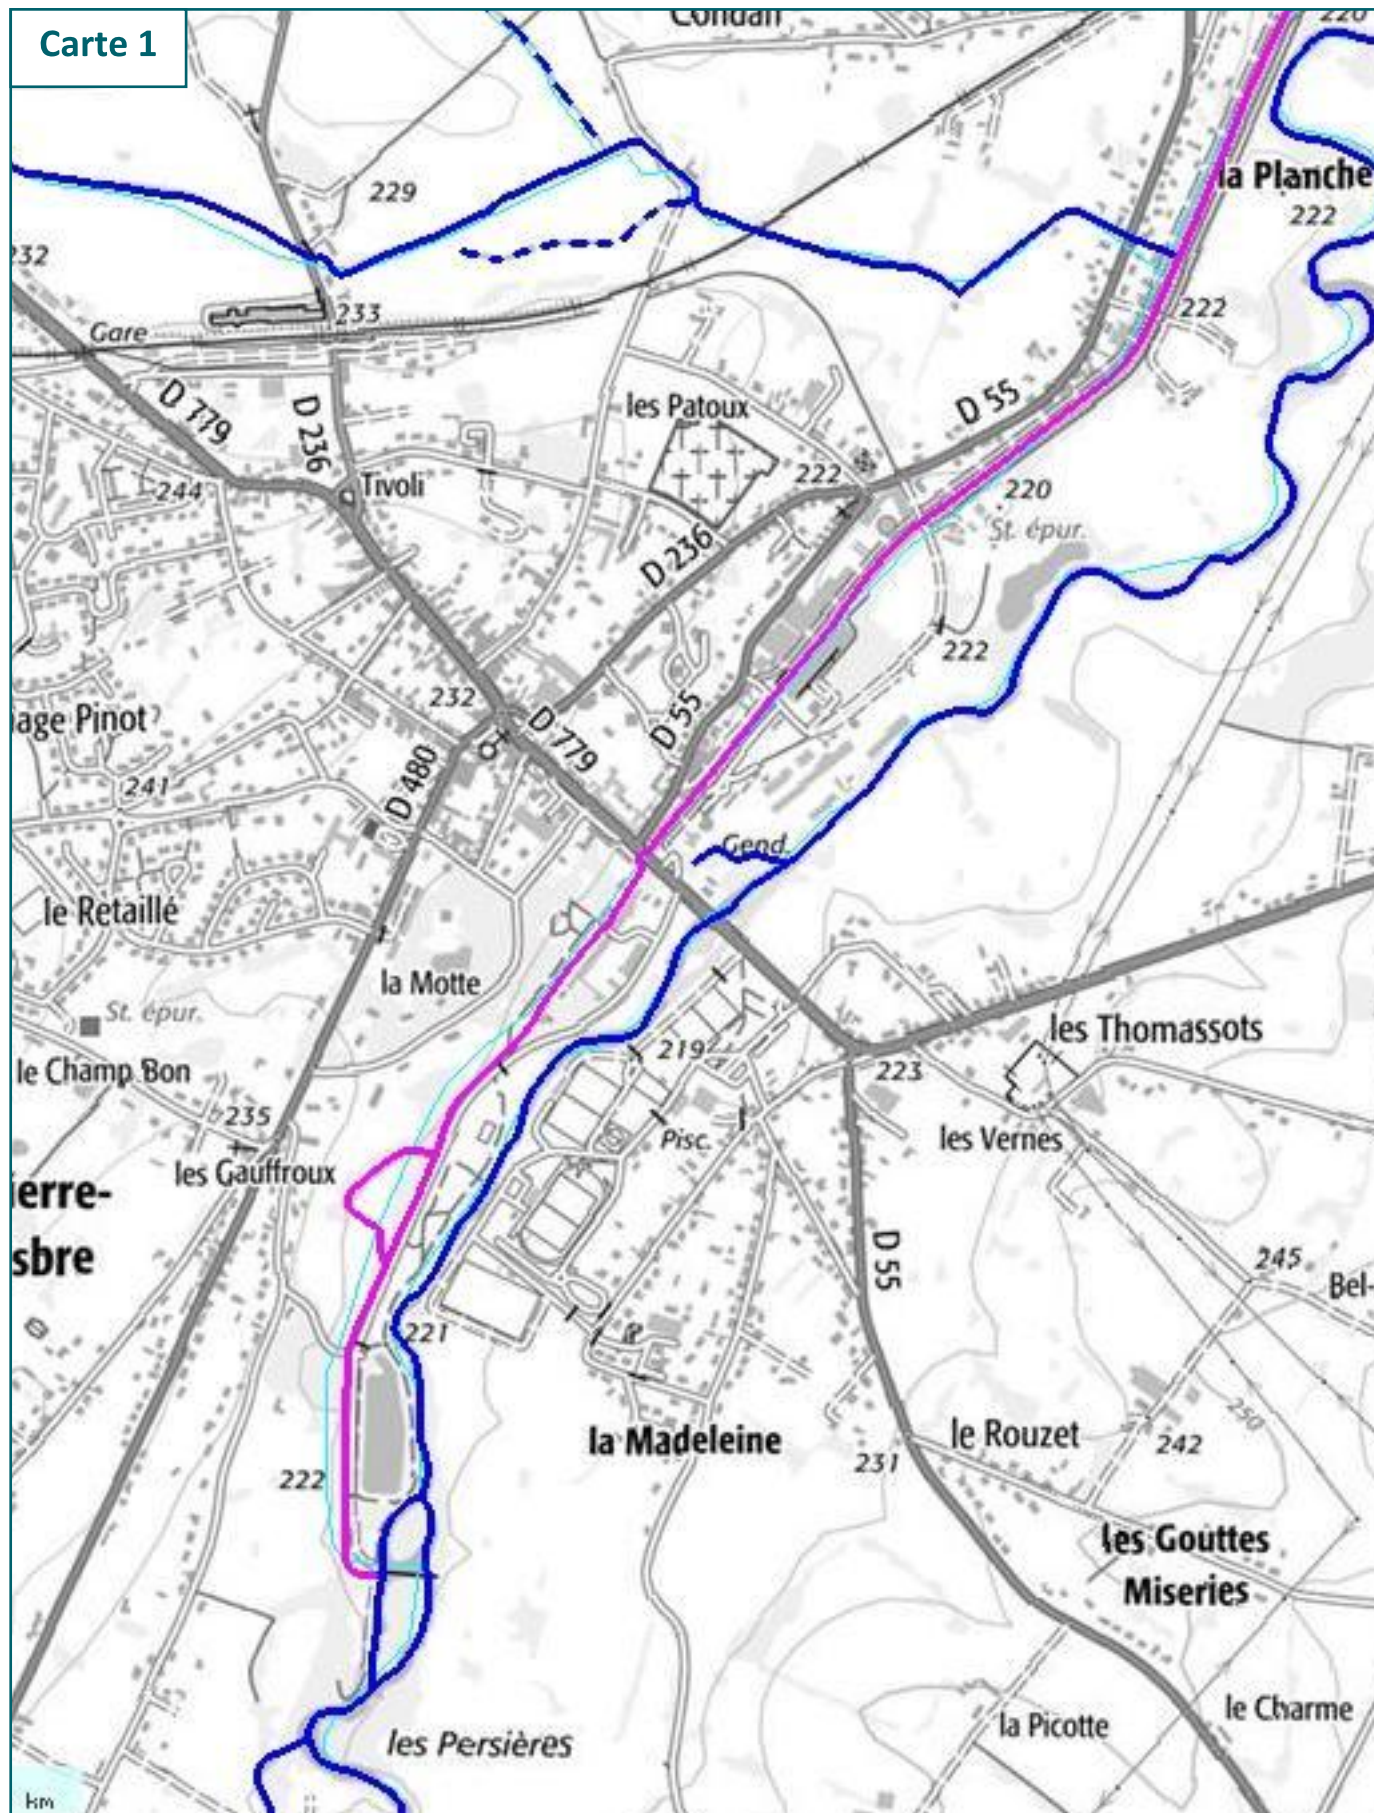 Carte 1
Condan
220
la Planche
229
222
232
233
222
Gare
D 779
D 236
les Patoux
D 55
244
Tivoli
222
220
St. épur.
D 236
222
232
D 779
D 55
age Pinot
241
D 480
Gend.
le Retaillé
la Motte
St. épur.
219
les Thomassots
le Champ Bon
223
235
Pisc.
les Vernes
les Gauffroux
ierre-
sbre
D 55
245
Bel-
221
250
la Madeleine
le Rouzet
242
231
222
les Gouttes
Miseries
les Persières
la Picotte
le Charme
km